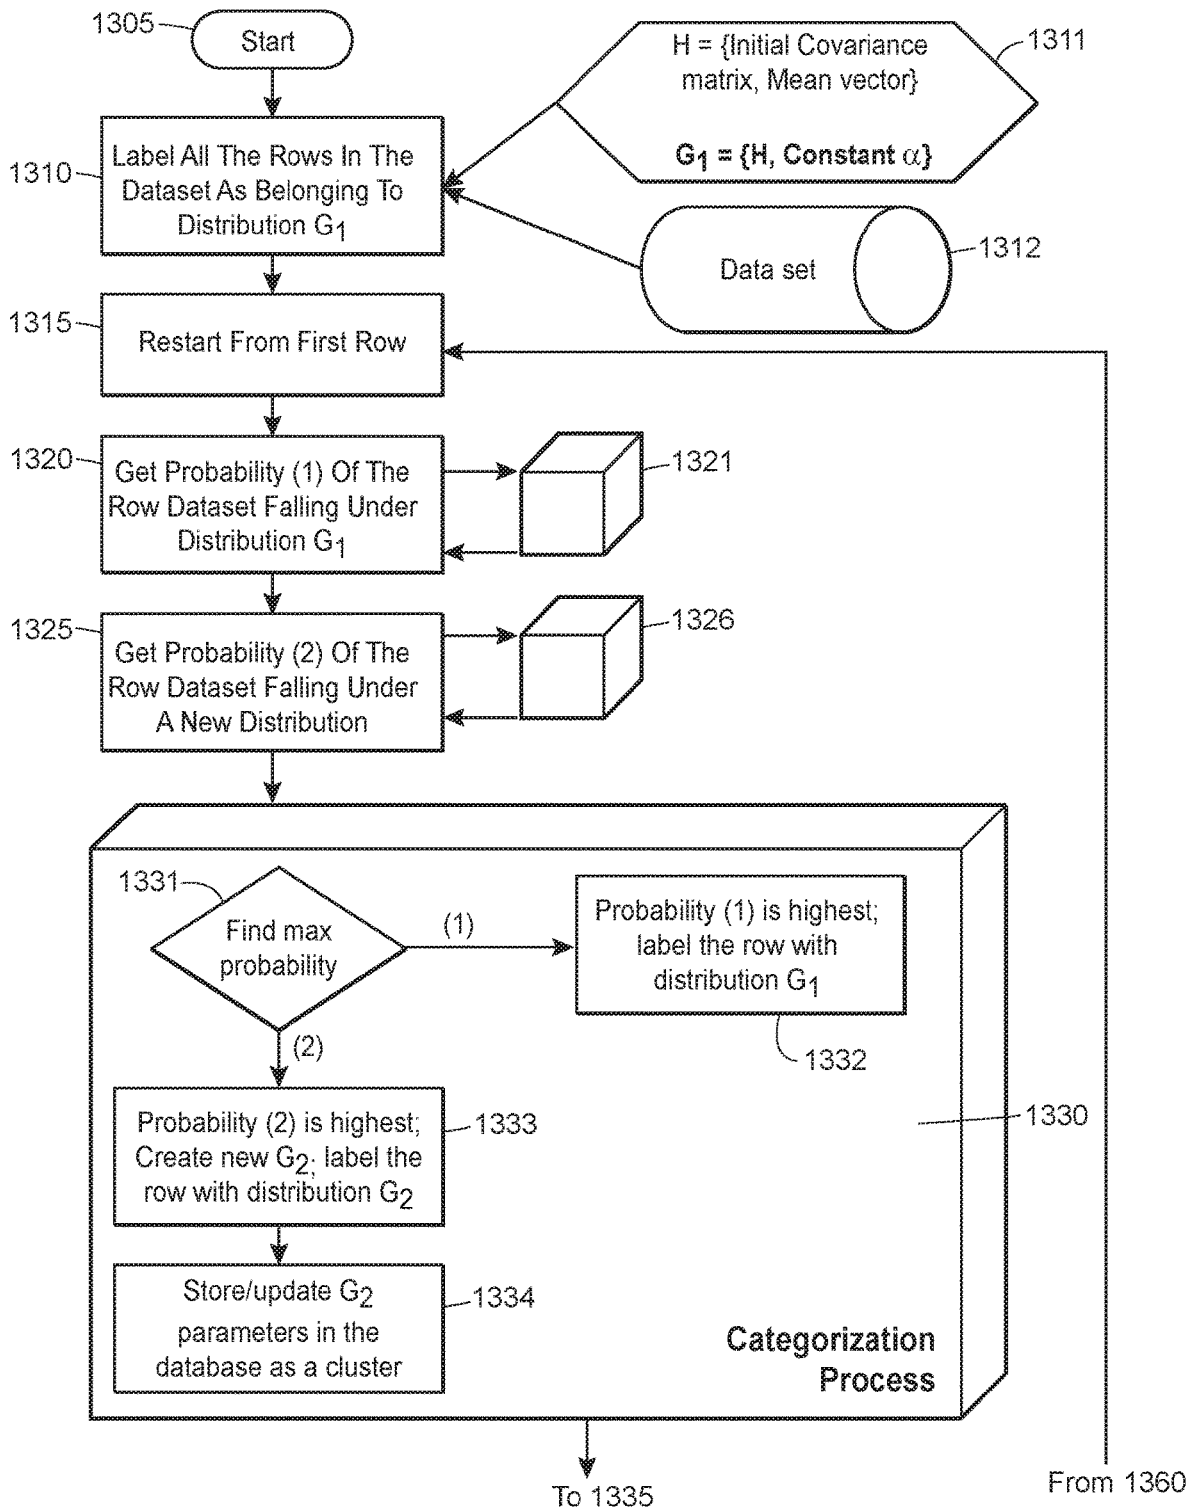 1305
Start
H = {Initial Covariance
matrix, Mean vector}
G1 = {H, Constant α}
1311
1310
Label All The Rows In The
Dataset As Belonging To
Distribution G1
Data set
1312
1315
Restart From First Row
1320
Get Probability (1) Of The
Row Dataset Falling Under
Distribution G1
1321
1325
Get Probability (2) Of The
Row Dataset Falling Under
A New Distribution
1326
1331
Find max
probability
(1)
Probability (1) is highest;
label the row with
distribution G1
1332
(2)
Probability (2) is highest;
Create new G2; label the
row with distribution G2
1333
1330
Store/update G2
parameters in the
database as a cluster
1334
Categorization
Process
To 1335
From 1360